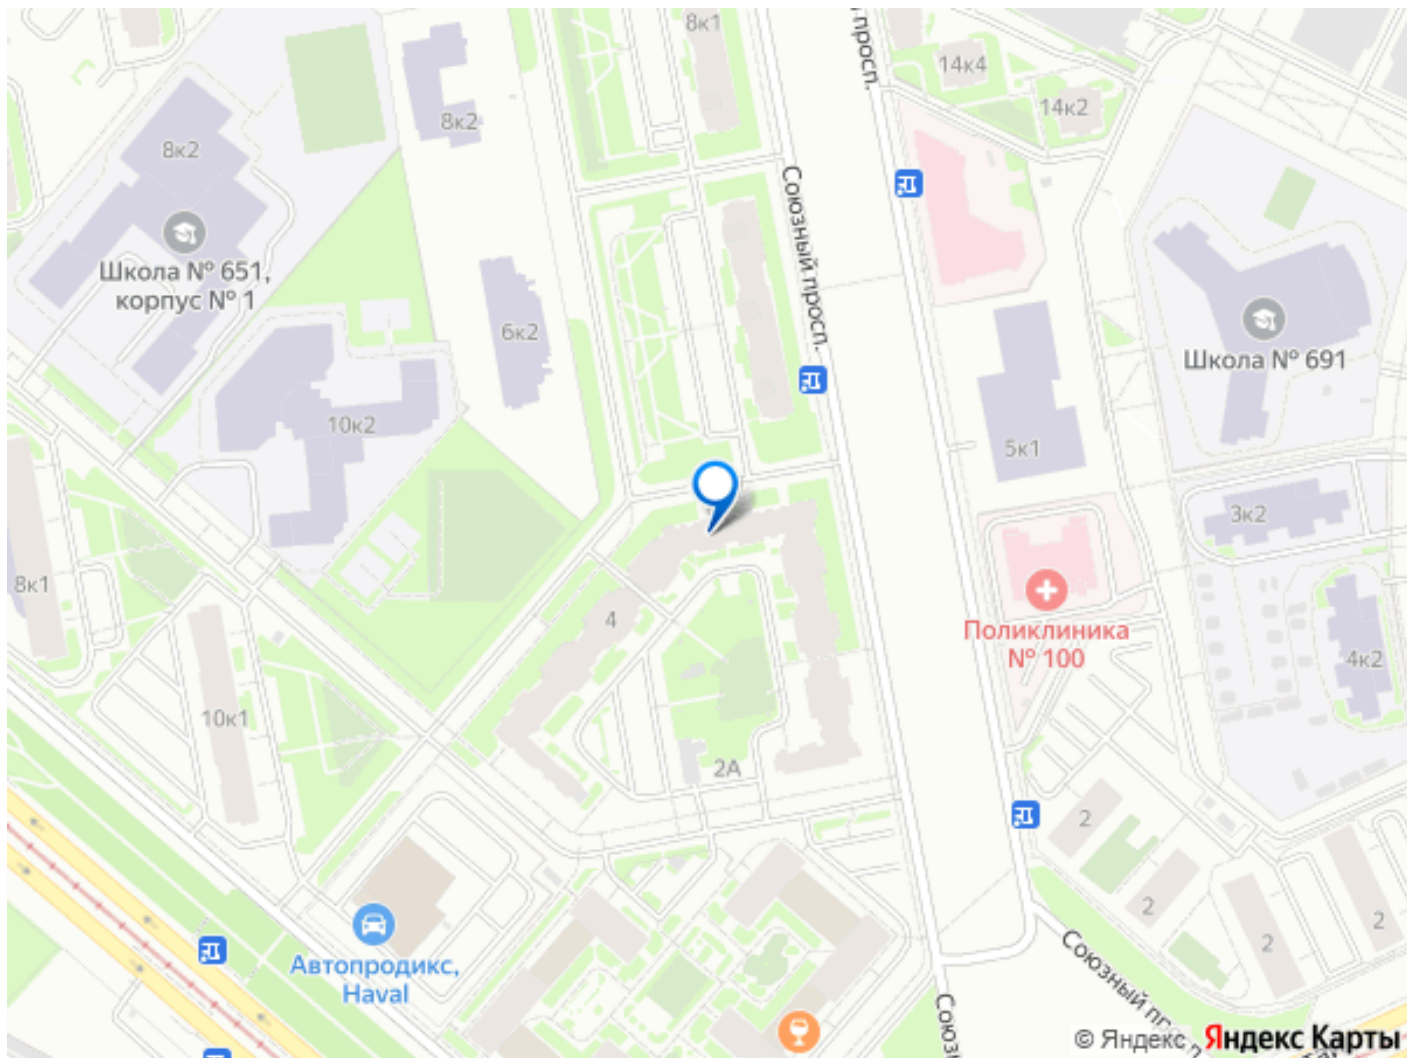 8к1
й просп.
14к4
14к2
8к2
8к2
Союзный просп.
Школа № 651,
корпус № 1
6к2
Школа № 691
10к2
5к1
3к2
8к1
4
Поликлиника
№ 100
4к2
10к1
2А
2
2
2
2
Автопродикс,
Haval
Союзный пр
Союз
© Яндекс Яндекс Карты